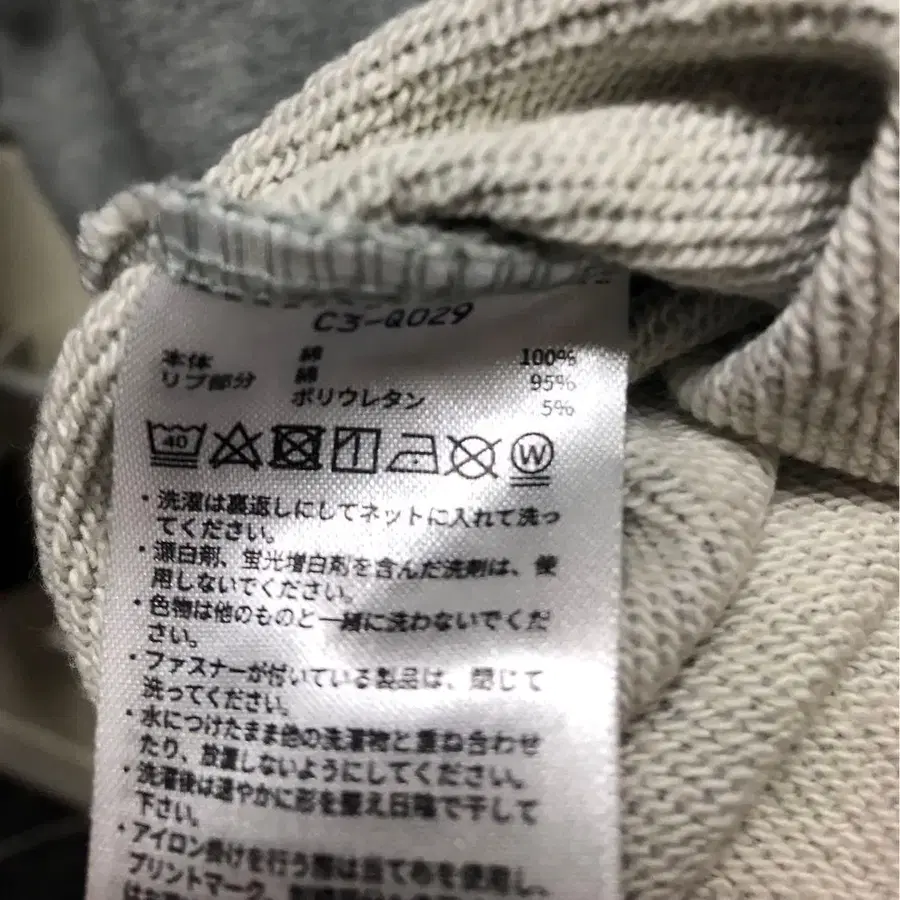 C3-Q029
本体 綿 100%
リブ部分 綿 95%
ポリウレタン 5%
40
W
・洗濯は裏返しにしてネットに入れて洗っ
てください。
・漂白剤、蛍光増白剤を含んだ洗剤は、使
用しないでください。
・色物は他のものと一緒に洗わないでくだ
さい。
・ファスナーが付いている製品は、閉じて
洗ってください。
・水につけたまま他の洗濯物と重ね合わせ
たり、放置しないようにしてください。
・洗濯後は速やかに形を整え日陰で干して
下さい。
・アイロン掛けを行う際は当て布を使用し、
プリントマーク、